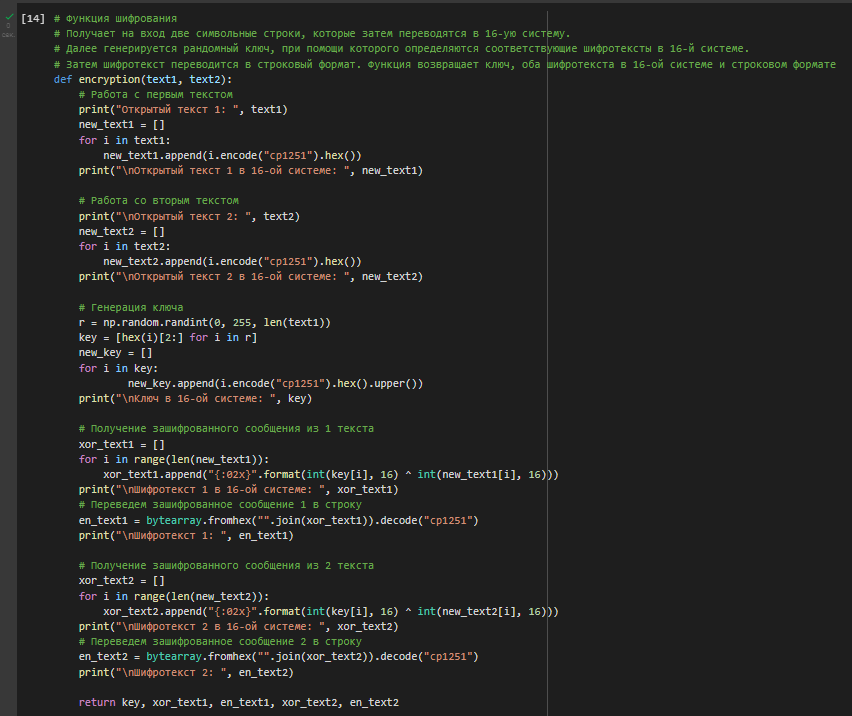 [14] # Функция шифрования
# Получает на вход две символьные строки, которые затем переводятся в 16-ую систему.
# Далее генерируется рандомный ключ, при помощи которого определяются соответствующие шифротексты в 16-й системе.
# Затем шифротекст переводится в строковый формат. Функция возвращает ключ, оба шифротекста в 16-ой системе и строковом формате
def encryption(text1, text2):
    # Работа с первым текстом
    print("Открытый текст 1: ", text1)
    new_text1 = []
    for i in text1:
        new_text1.append(i.encode("cp1251").hex())
    print("\nОткрытый текст 1 в 16-ой системе: ", new_text1)

    # Работа со вторым текстом
    print("\nОткрытый текст 2: ", text2)
    new_text2 = []
    for i in text2:
        new_text2.append(i.encode("cp1251").hex())
    print("\nОткрытый текст 2 в 16-ой системе: ", new_text2)

    # Генерация ключа
    r = np.random.randint(0, 255, len(text1))
    key = [hex(i)[2:] for i in r]
    new_key = []
    for i in key:
            new_key.append(i.encode("cp1251").hex().upper())
    print("\nКлюч в 16-ой системе: ", key)

    # Получение зашифрованного сообщения из 1 текста
    xor_text1 = []
    for i in range(len(new_text1)):
        xor_text1.append("{:02x}".format(int(key[i], 16) ^ int(new_text1[i], 16)))
    print("\nШифротекст 1 в 16-ой системе: ", xor_text1)
    # Переведем зашифрованное сообщение 1 в строку
    en_text1 = bytearray.fromhex("".join(xor_text1)).decode("cp1251")
    print("\nШифротекст 1: ", en_text1)

    # Получение зашифрованного сообщения из 2 текста
    xor_text2 = []
    for i in range(len(new_text2)):
        xor_text2.append("{:02x}".format(int(key[i], 16) ^ int(new_text2[i], 16)))
    print("\nШифротекст 2 в 16-ой системе: ", xor_text2)
    # Переведем зашифрованное сообщение 2 в строку
    en_text2 = bytearray.fromhex("".join(xor_text2)).decode("cp1251")
    print("\nШифротекст 2: ", en_text2)

    return key, xor_text1, en_text1, xor_text2, en_text2